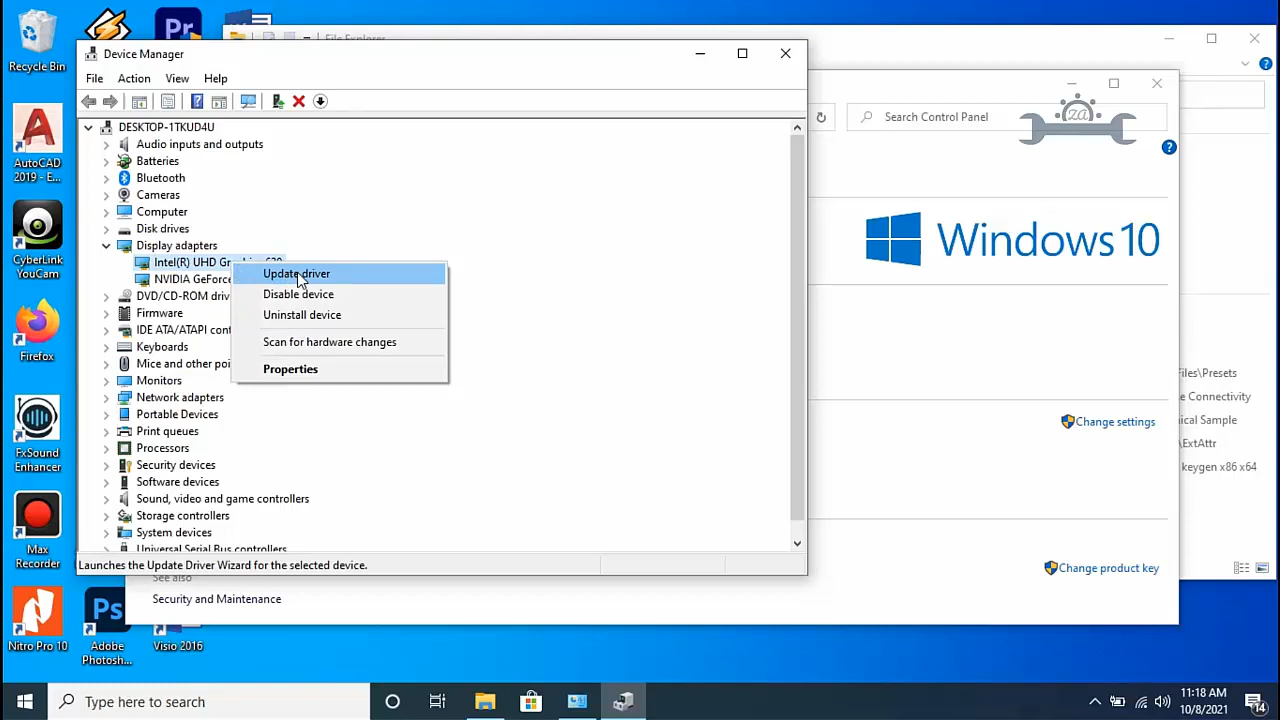 Recycle Bin
AutoCAD
2019 - E...
CyberLink
YouCam
Firefox
FxSound
Enhancer
Max
Recorder
Nitro Pro 10
Pr
Ps
Adobe
Photosh...
Visio 2016
File Explorer
Device Manager
File Action View Help
DESKTOP-1TKUD4U
Audio inputs and outputs
Batteries
Bluetooth
Cameras
Computer
Disk drives
Display adapters
Intel(R) UHD
NVIDIA GeForce
DVD/CD-ROM driv
Firmware
IDE ATA/ATAPI cont
Keyboards
Mice and other poi
Monitors
Network adapters
Portable Devices
Print queues
Processors
Security devices
Software devices
Sound, video and game controllers
Storage controllers
System devices
Universal Serial Bus controllers
Update driver
Disable device
Uninstall device
Scan for hardware changes
Properties
Launches the Update Driver Wizard for the selected device.
Search Control Panel
za
Windows 10
Change settings
Change product key
See also
Security and Maintenance
Files\Presets
Connectivity
ical Sample
\ExtAttr
keygen x86 x64
Type here to search
11:18 AM
10/8/2021
14